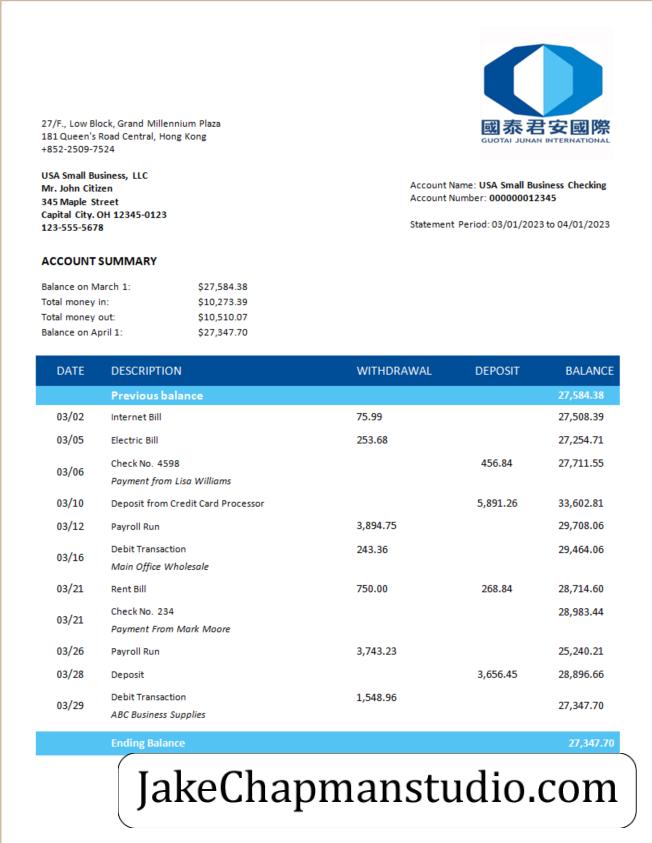 國泰君安國際
GUOTAI JUNAN INTERNATIONAL
27/F., Low Block, Grand Millennium Plaza
181 Queen's Road Central, Hong Kong
+852-2509-7524
USA Small Business, LLC
Mr. John Citizen
345 Maple Street
Capital City. OH 12345-0123
123-555-5678
Account Name: USA Small Business Checking
Account Number: 000000012345
Statement Period: 03/01/2023 to 04/01/2023
ACCOUNT SUMMARY
Balance on March 1: $27,584.38
Total money in: $10,273.39
Total money out: $10,510.07
Balance on April 1: $27,347.70
DATE DESCRIPTION WITHDRAWAL DEPOSIT BALANCE
Previous balance 27,584.38
03/02 Internet Bill 75.99 27,508.39
03/05 Electric Bill 253.68 27,254.71
03/06 Check No. 4598 456.84 27,711.55
Payment from Lisa Williams
03/10 Deposit from Credit Card Processor 5,891.26 33,602.81
03/12 Payroll Run 3,894.75 29,708.06
03/16 Debit Transaction 243.36 29,464.06
Main Office Wholesale
03/21 Rent Bill 750.00 268.84 28,714.60
03/21 Check No. 234 28,983.44
Payment From Mark Moore
03/26 Payroll Run 3,743.23 25,240.21
03/28 Deposit 3,656.45 28,896.66
03/29 Debit Transaction 1,548.96 27,347.70
ABC Business Supplies
Ending Balance 27,347.70
JakeChapmanstudio.com